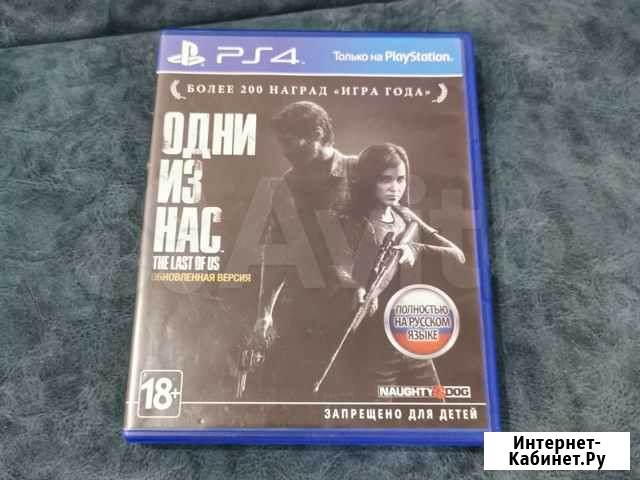 PS4
Только на PlayStation
БОЛЕЕ 200 НАГРАД «ИГРА ГОДА»
ОДНИ
ИЗ
НАС
THE LAST OF US
ОБНОВЛЕННАЯ ВЕРСИЯ
ПОЛНОСТЬЮ
НА РУССКОМ
ЯЗЫКЕ
NAUGHTY DOG
18+
ЗАПРЕЩЕНО ДЛЯ ДЕТЕЙ
Avito
Интернет-
Кабинет.Ру